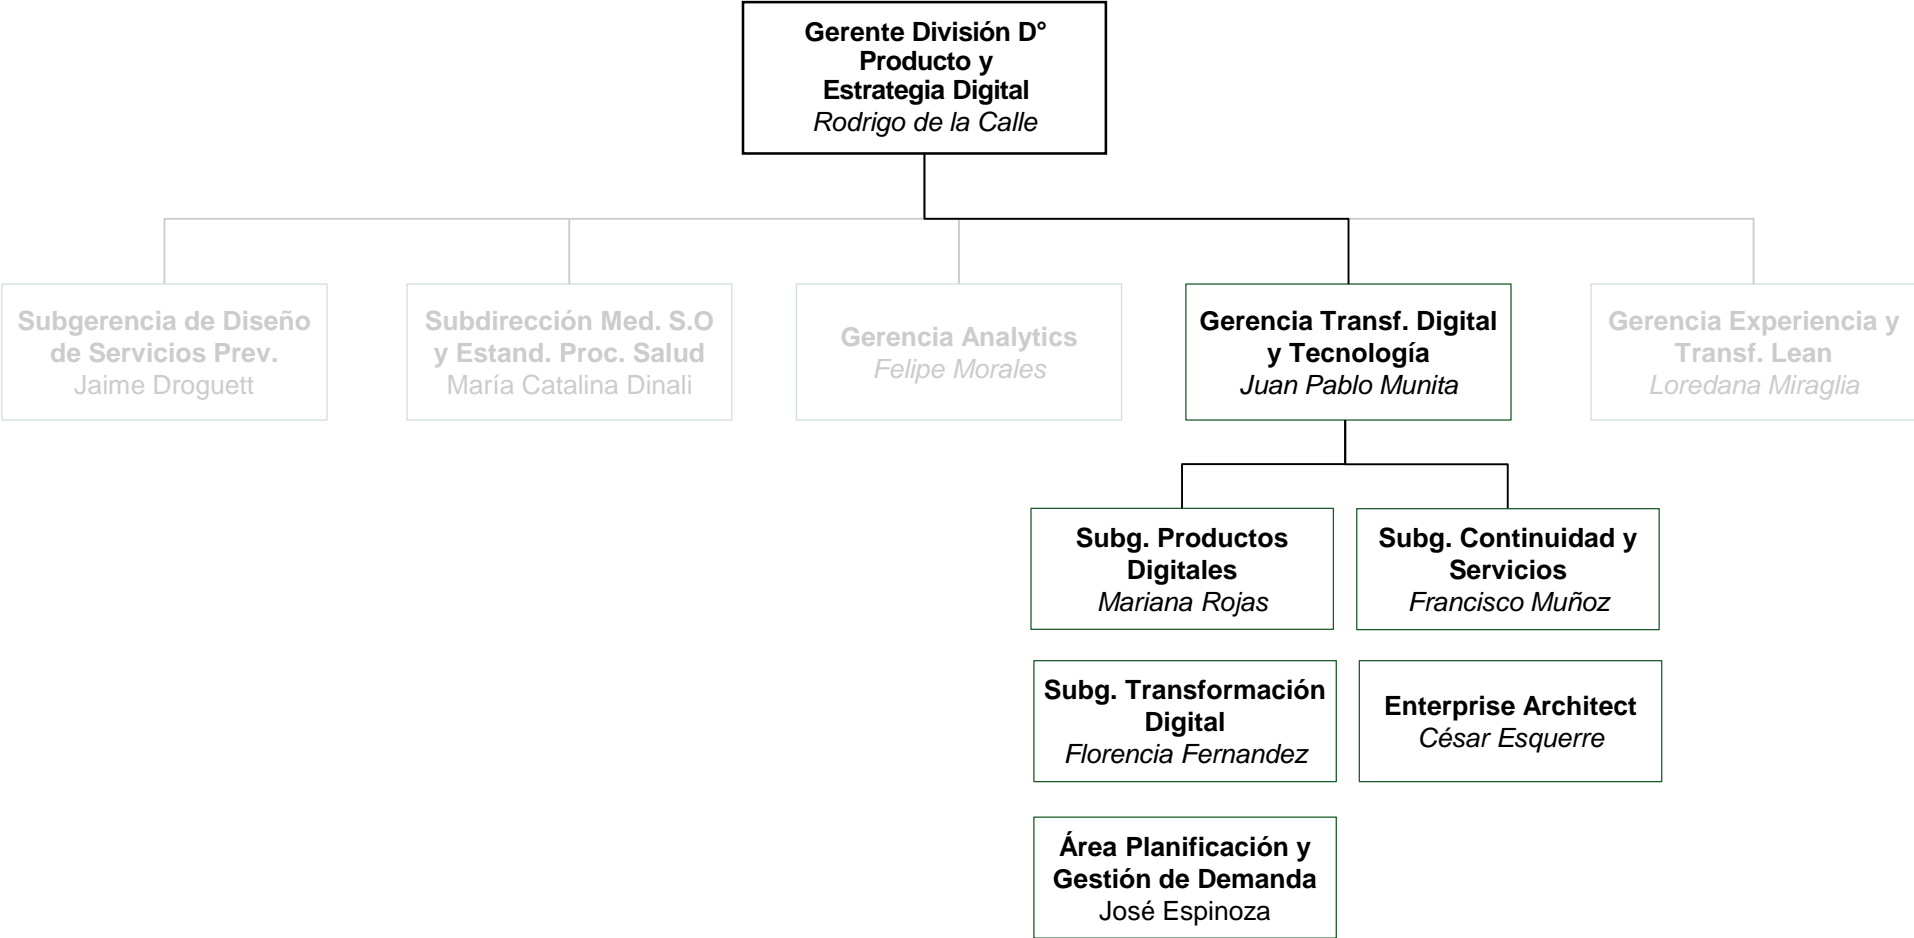 Gerente División D°
Producto y
Estrategia Digital
Rodrigo de la Calle
Subgerencia de Diseño
de Servicios Prev.
Jaime Droguett
Subdirección Med. S.O
y Estand. Proc. Salud
María Catalina Dinali
Gerencia Analytics
Felipe Morales
Gerencia Transf. Digital
y Tecnología
Juan Pablo Munita
Gerencia Experiencia y
Transf. Lean
Loredana Miraglia
Subg. Productos
Digitales
Mariana Rojas
Subg. Continuidad y
Servicios
Francisco Muñoz
Subg. Transformación
Digital
Florencia Fernandez
Enterprise Architect
César Esquerre
Área Planificación y
Gestión de Demanda
José Espinoza